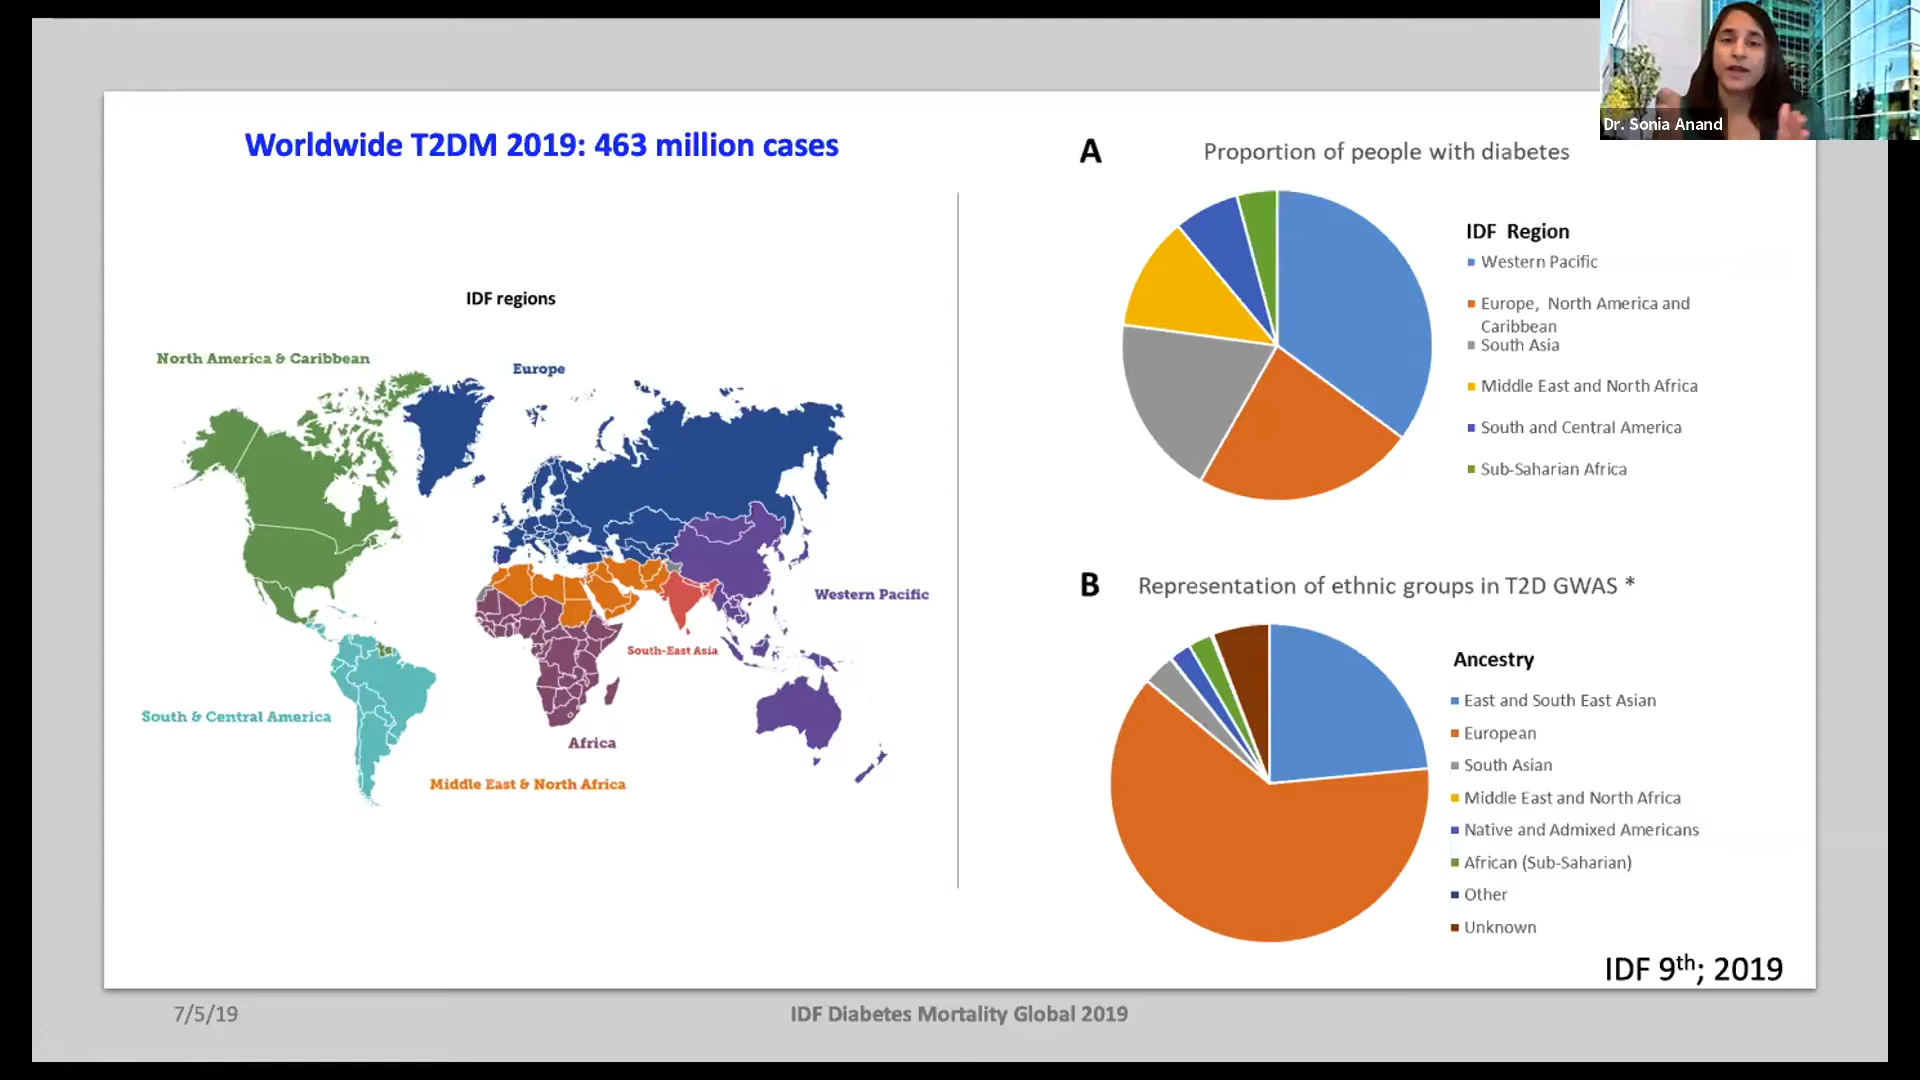 Dr. Sonia Anand
Worldwide T2DM 2019: 463 million cases
IDF regions
North America & Caribbean
Europe
Western Pacific
South-East Asia
South & Central America
Africa
Middle East & North Africa
A
Proportion of people with diabetes
IDF Region
Western Pacific
Europe, North America and
Caribbean
South Asia
Middle East and North Africa
South and Central America
Sub-Saharian Africa
B
Representation of ethnic groups in T2D GWAS *
Ancestry
East and South East Asian
European
South Asian
Middle East and North Africa
Native and Admixed Americans
African (Sub-Saharian)
Other
Unknown
IDF 9th; 2019
7/5/19
IDF Diabetes Mortality Global 2019